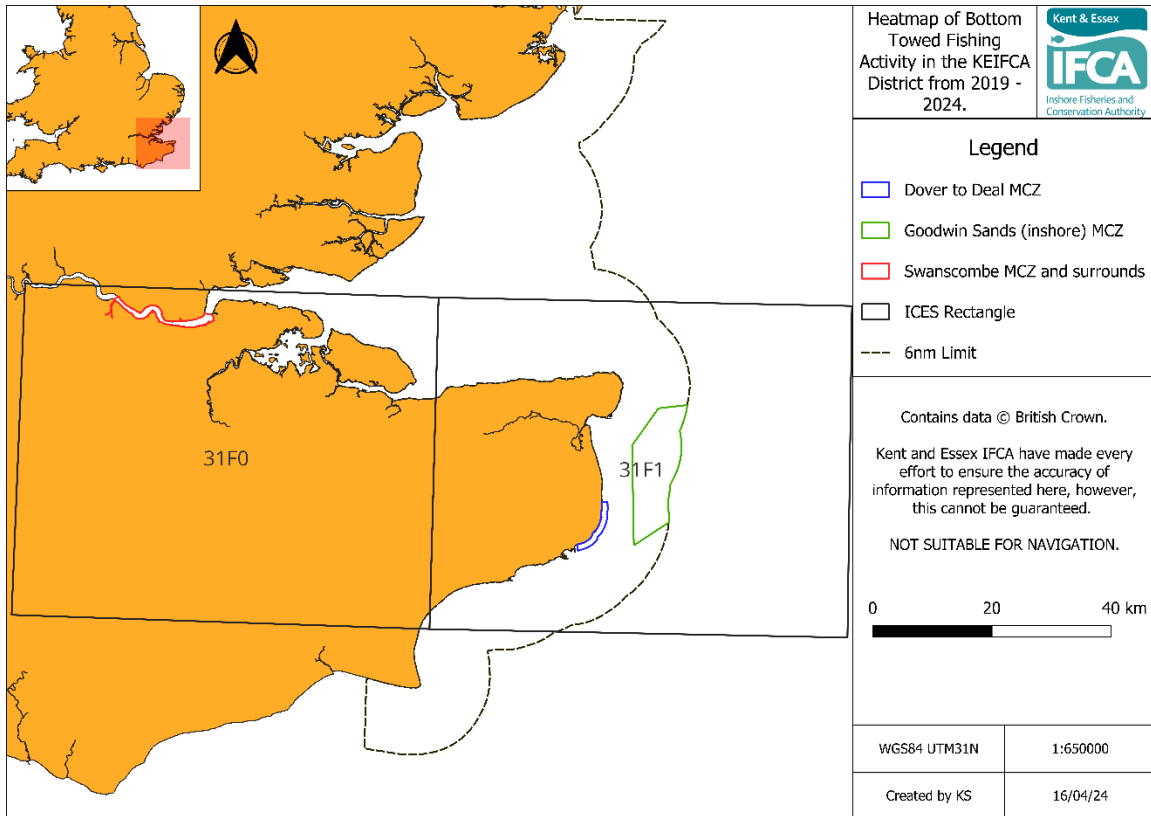 Heatmap of Bottom
Towed Fishing
Activity in the KEIFCA
District from 2019 -
2024.
Kent & Essex
IFCA
Inshore Fisheries and
Conservation Authority
Legend
Dover to Deal MCZ
Goodwin Sands (inshore) MCZ
Swanscombe MCZ and surrounds
ICES Rectangle
6nm Limit
31F0
31F1
Contains data © British Crown.
Kent and Essex IFCA have made every
effort to ensure the accuracy of
information represented here, however,
this cannot be guaranteed.
NOT SUITABLE FOR NAVIGATION.
0 20 40 km
WGS84 UTM31N
1:650000
Created by KS
16/04/24